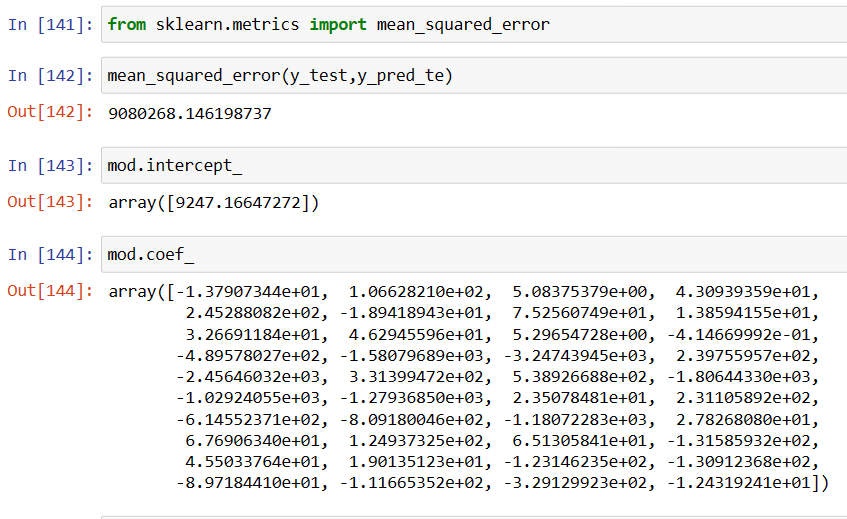 In [141]: from sklearn.metrics import mean_squared_error
In [142]: mean_squared_error(y_test,y_pred_te)
Out[142]: 9080268.146198737
In [143]: mod.intercept_
Out[143]: array([9247.16647272])
In [144]: mod.coef_
Out[144]: array([-1.37907344e+01, 1.06628210e+02, 5.08375379e+00, 4.30939359e+01,
2.45288082e+02, -1.89418943e+01, 7.52560749e+01, 1.38594155e+01,
3.26691184e+01, 4.62945596e+01, 5.29654728e+00, -4.14669992e-01,
-4.89578027e+02, -1.58079689e+03, -3.24743945e+03, 2.39755957e+02,
-2.45646032e+03, 3.31399472e+02, 5.38926688e+02, -1.80644330e+03,
-1.02924055e+03, -1.27936850e+03, 2.35078481e+01, 2.31105892e+02,
-6.14552371e+02, -8.09180046e+02, -1.18072283e+03, 2.78268080e+01,
6.76906340e+01, 1.24937325e+02, 6.51305841e+01, -1.31585932e+02,
4.55033764e+01, 1.90135123e+01, -1.23146235e+02, -1.30912368e+02,
-8.97184410e+01, -1.11665352e+02, -3.29129923e+02, -1.24319241e+01])